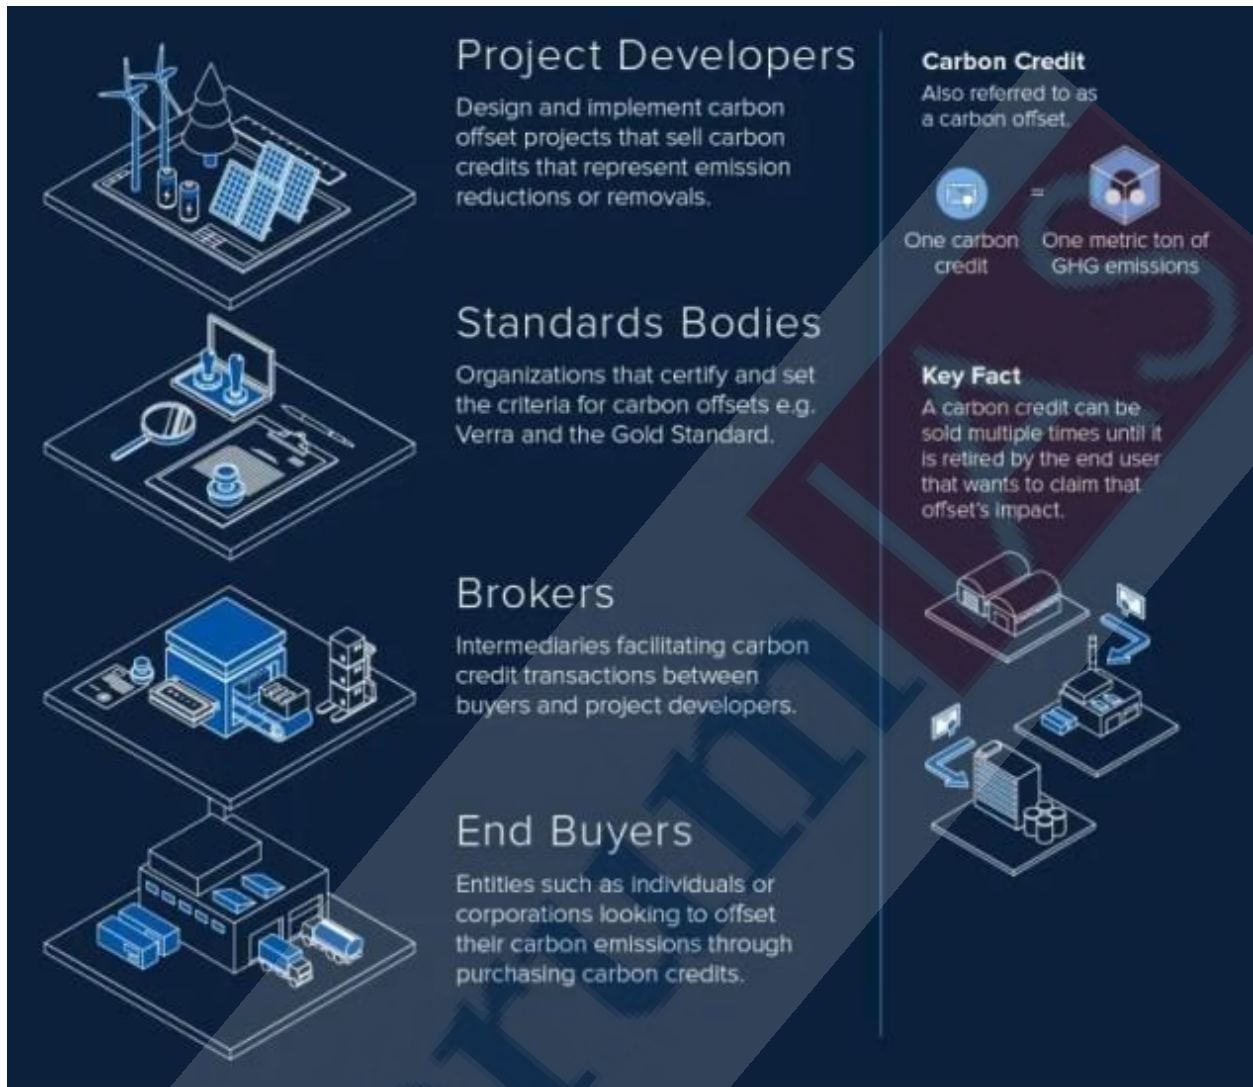 Project Developers
Design and implement carbon
offset projects that sell carbon
credits that represent emission
reductions or removals.
Standards Bodies
Organizations that certify and set
the criteria for carbon offsets e.g.
Verra and the Gold Standard.
Brokers
Intermediaries facilitating carbon
credit transactions between
buyers and project developers.
End Buyers
Entities such as individuals or
corporations looking to offset
their carbon emissions through
purchasing carbon credits.
Carbon Credit
Also referred to as
a carbon offset.
=
One carbon
credit
One metric ton of
GHG emissions
Key Fact
A carbon credit can be
sold multiple times until it
is retired by the end user
that wants to claim that
offset's impact.